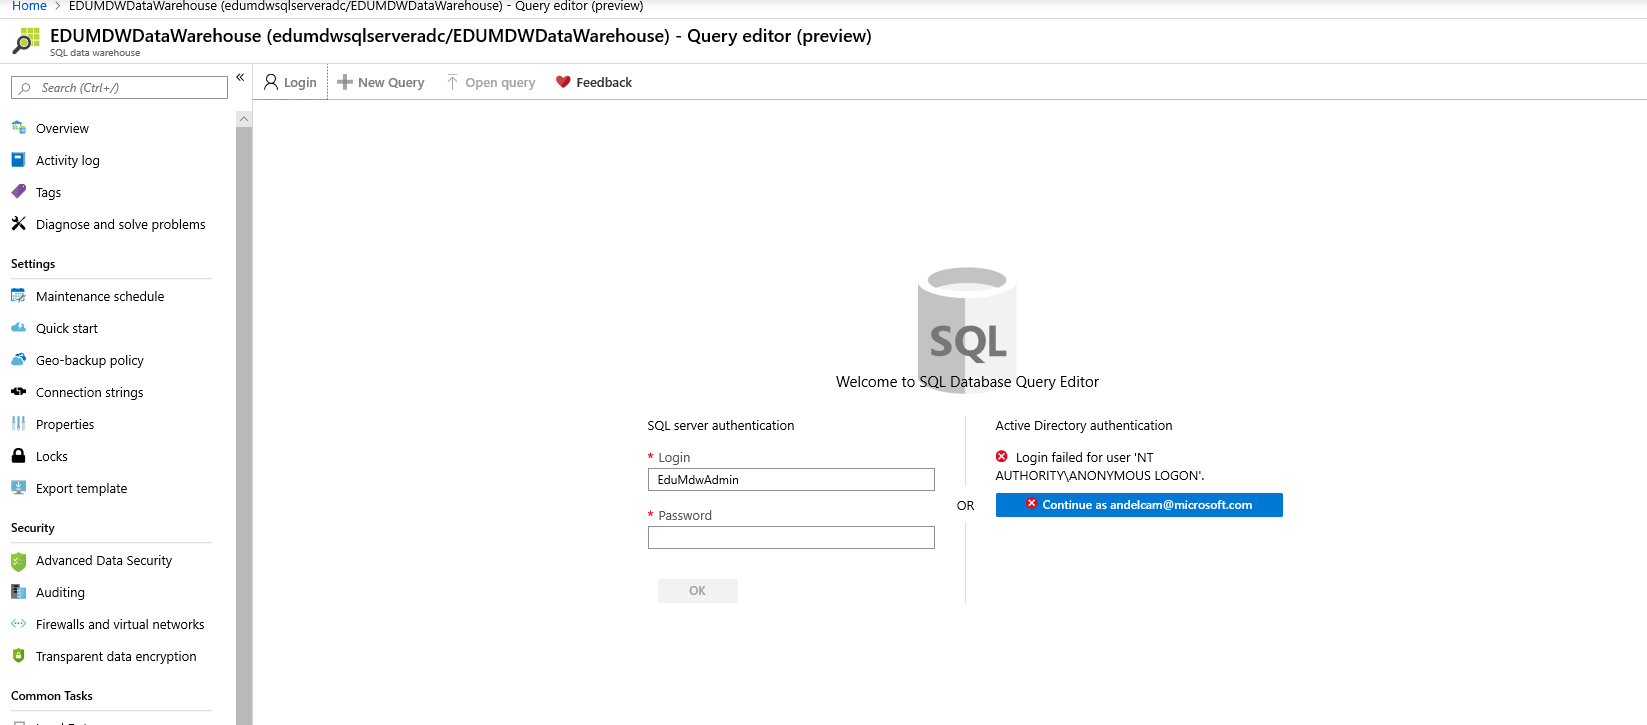 Home > EDUMDWDataWarehouse (edumdwsqlserveradc/EDUMDWDataWarehouse) - Query editor (preview)
EDUMDWDataWarehouse (edumdwsqlserveradc/EDUMDWDataWarehouse) - Query editor (preview)
SQL data warehouse
Search (Ctrl+/)
«
Login
New Query
Open query
Feedback
Overview
Activity log
Tags
Diagnose and solve problems
Settings
Maintenance schedule
Quick start
Geo-backup policy
Connection strings
Properties
Locks
Export template
Security
Advanced Data Security
Auditing
Firewalls and virtual networks
Transparent data encryption
Common Tasks
SQL
Welcome to SQL Database Query Editor
SQL server authentication
* Login
EduMdwAdmin
* Password
OK
OR
Active Directory authentication
Login failed for user 'NT
AUTHORITY\ANONYMOUS LOGON'.
Continue as andelcam@microsoft.com